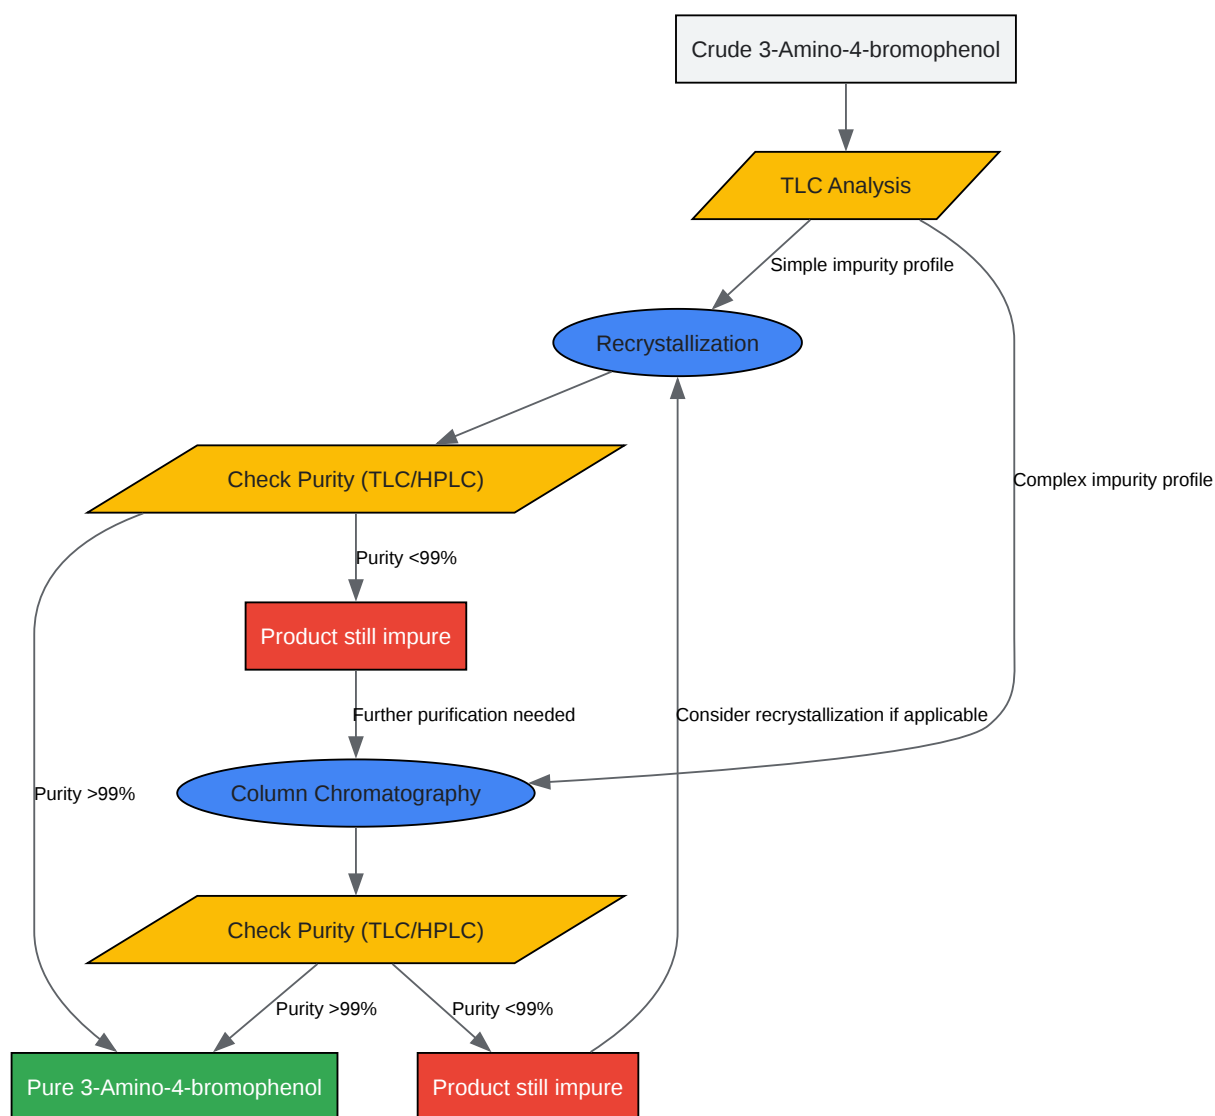 Crude 3-Amino-4-bromophenol
TLC Analysis
Simple impurity profile
Recrystallization
Check Purity (TLC/HPLC)
Complex impurity profile
Purity <99%
Product still impure
Further purification needed
Consider recrystallization if applicable
Column Chromatography
Purity >99%
Check Purity (TLC/HPLC)
Purity >99%
Purity <99%
Pure 3-Amino-4-bromophenol
Product still impure